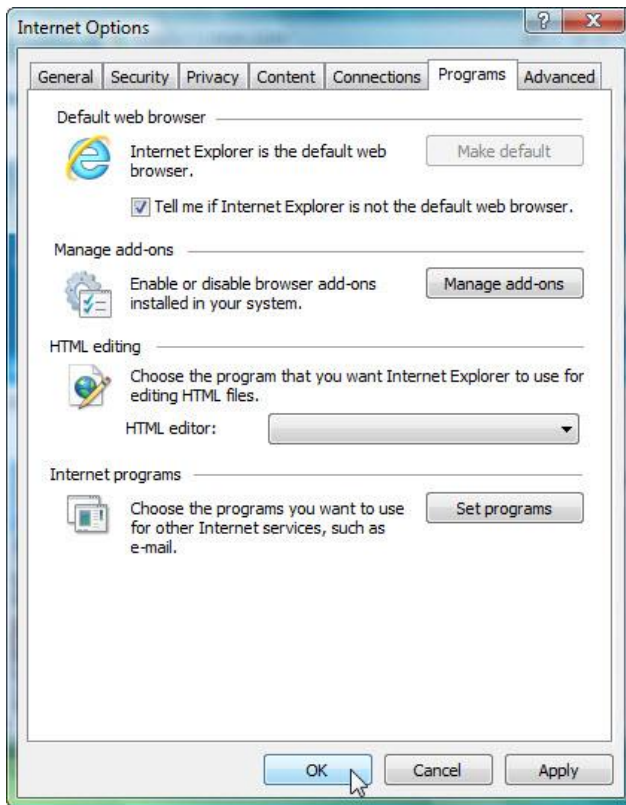 Internet Options
General Security Privacy Content Connections Programs Advanced
Default web browser
Internet Explorer is the default web
browser.
Make default
Tell me if Internet Explorer is not the default web browser.
Manage add-ons
Enable or disable browser add-ons
installed in your system.
Manage add-ons
HTML editing
Choose the program that you want Internet Explorer to use for
editing HTML files.
HTML editor:
Internet programs
Choose the programs you want to use
for other Internet services, such as
e-mail.
Set programs
OK Cancel Apply